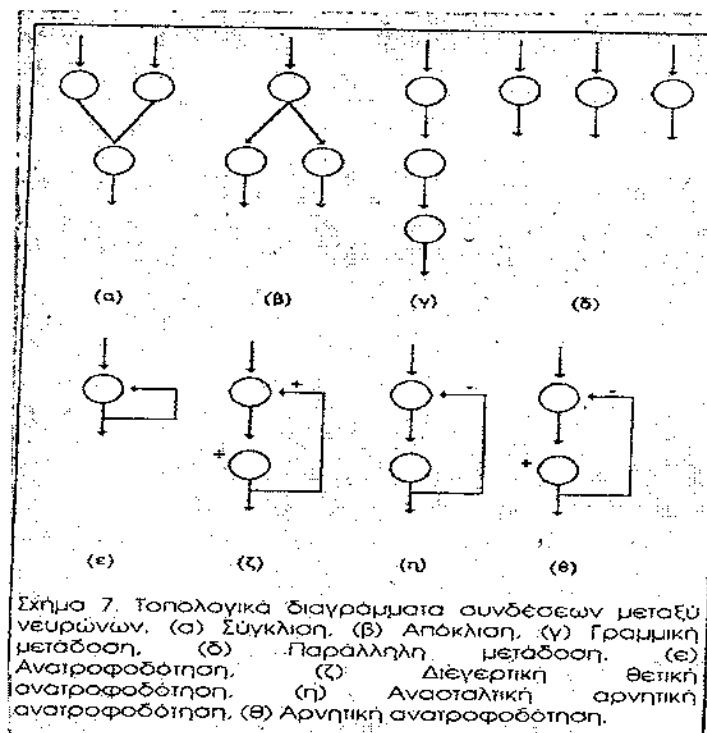 (α) (β) (γ) (δ)
+ - -
+ +
(ε) (ζ) (η) (θ)
Σχήμα 7. Τοπολογικά διαγράμματα συνδέσεων μεταξύ
νευρώνων. (α) Σύγκλιση, (β) Απόκλιση, (γ) Γραμμική
μετάδοση, (δ) Παράλληλη μετάδοση. (ε)
Ανατροφοδότηση, (ζ) Διεγερτική θετική
ανατροφοδότηση, (η) Ανασταλτική αρνητική
ανατροφοδότηση, (θ) Αρνητική ανατροφοδότηση.